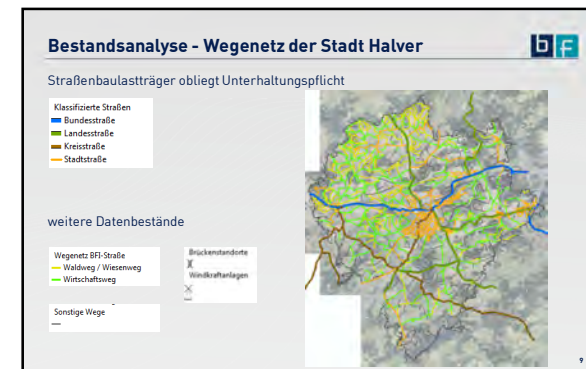 Bestandsanalyse - Wegenetz der Stadt Halver
bf
Straßenbaulastträger obliegt Unterhaltungspflicht
Klassifizierte Straßen
Bundesstraße
Landesstraße
Kreisstraße
Stadtstraße
weitere Datenbestände
Wegenetz BFI-Straße
Waldweg / Wiesenweg
Wirtschaftsweg
Sonstige Wege
Brückenstandorte
Windkraftanlagen
9